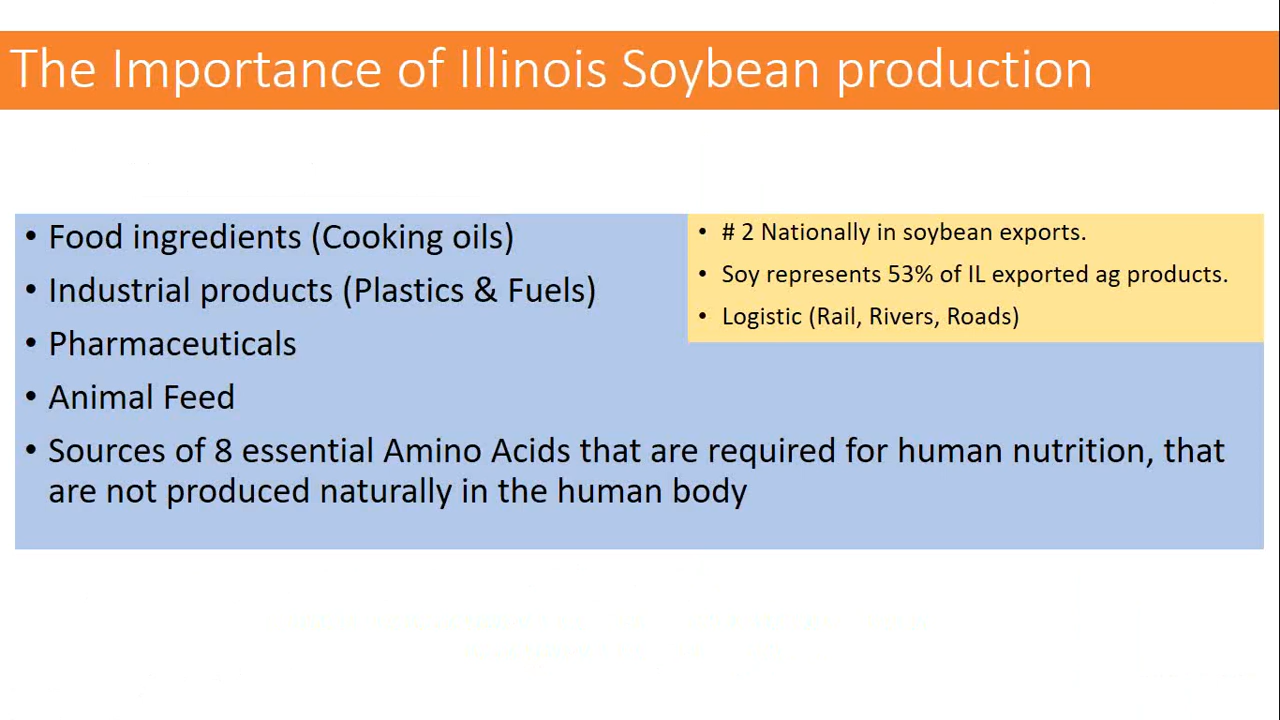 The Importance of Illinois Soybean production
• Food ingredients (Cooking oils)
• Industrial products (Plastics & Fuels)
• Pharmaceuticals
• Animal Feed
• Sources of 8 essential Amino Acids that are required for human nutrition, that
are not produced naturally in the human body
• # 2 Nationally in soybean exports.
• Soy represents 53% of IL exported ag products.
• Logistic (Rail, Rivers, Roads)